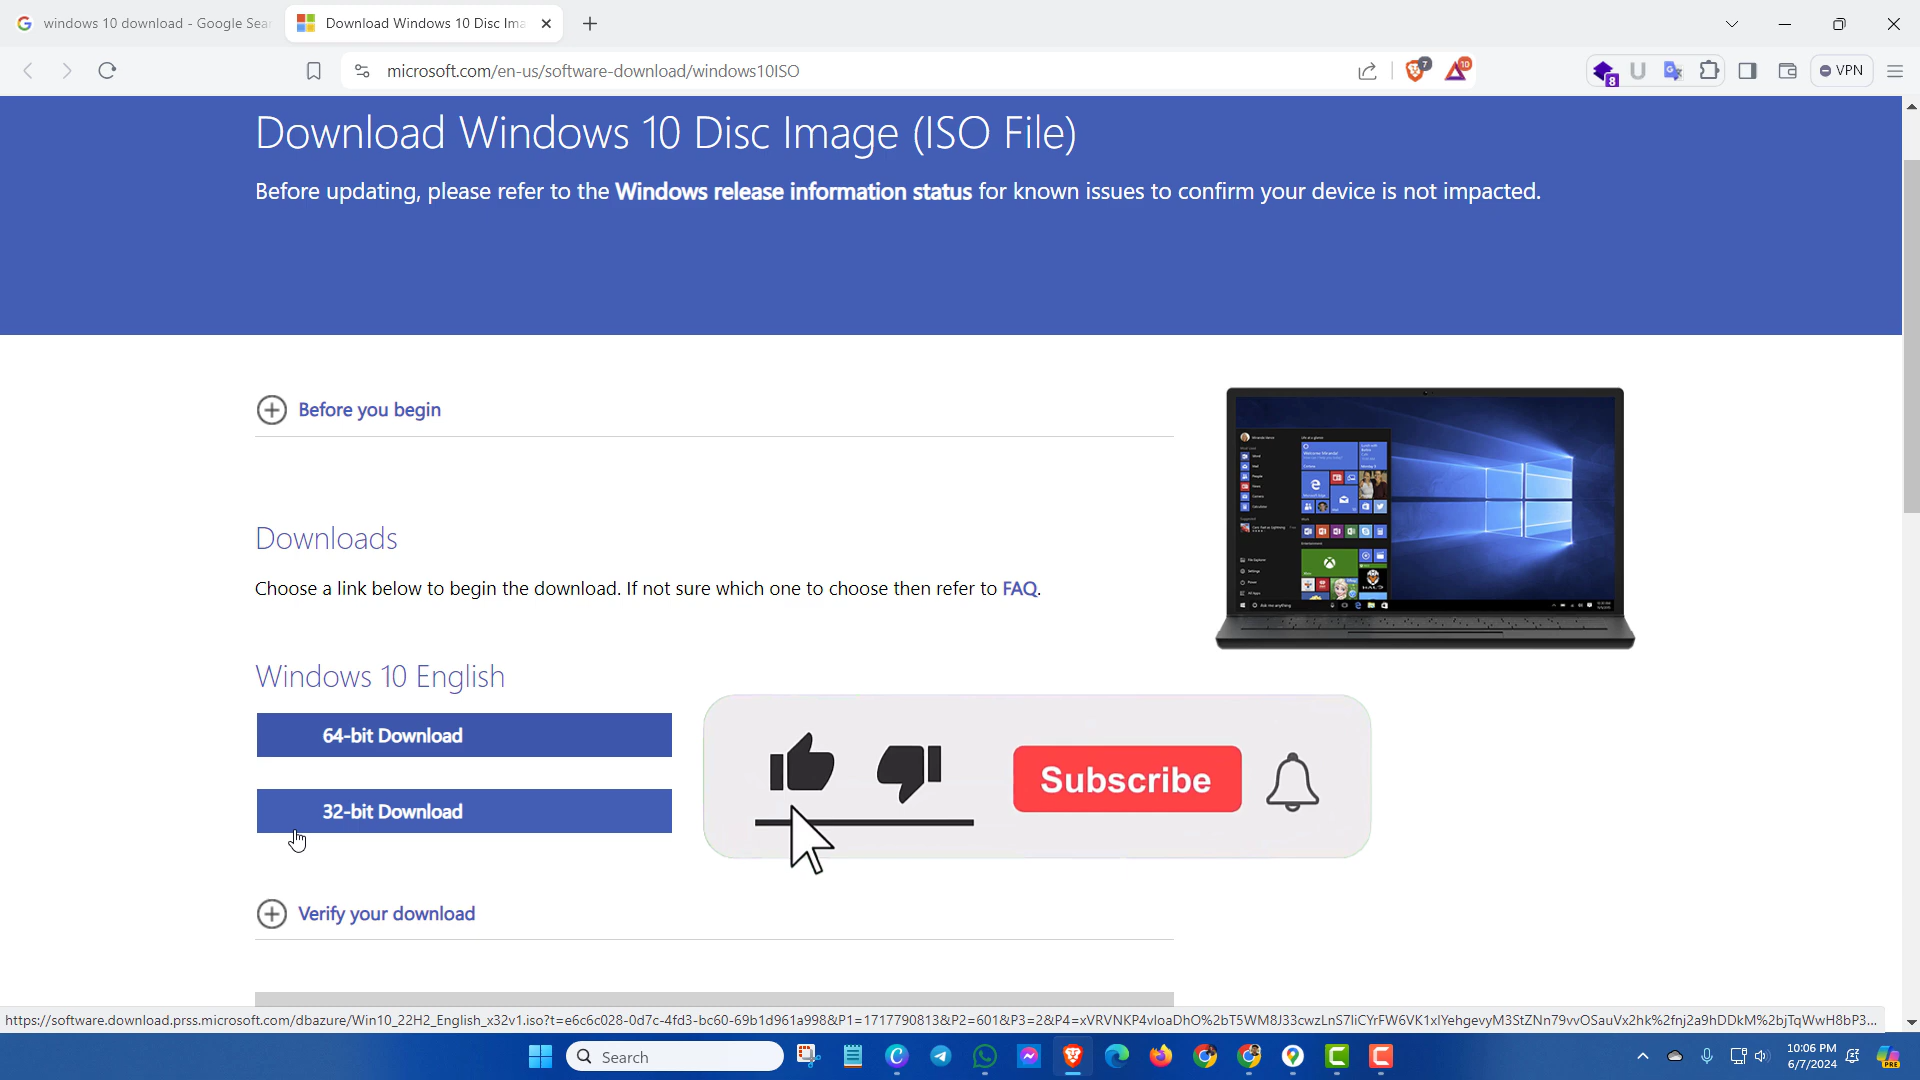 windows 10 download - Google Sear
Download Windows 10 Disc Ima
microsoft.com/en-us/software-download/windows10ISO
7
10
8
VPN
Download Windows 10 Disc Image (ISO File)
Before updating, please refer to the Windows release information status for known issues to confirm your device is not impacted.
Before you begin
Downloads
Choose a link below to begin the download. If not sure which one to choose then refer to FAQ.
Windows 10 English
64-bit Download
32-bit Download
Subscribe
Verify your download
https://software.download.prss.microsoft.com/dbazure/Win10_22H2_English_x32v1.iso?t=e6c6c028-0d7c-4fd3-bc60-69b1d961a998&P1=1717790813&P2=601&P3=2&P4=xVRVNKP4vloaDhO%2bT5WM8J33cwzLnS7liCYrFW6VK1xlYehgevyM3StZNn79vvOSauVx2hk%2fnj2a9hDDkM%2bjTqWwH8bP3...
Search
10:06 PM
6/7/2024
PRE